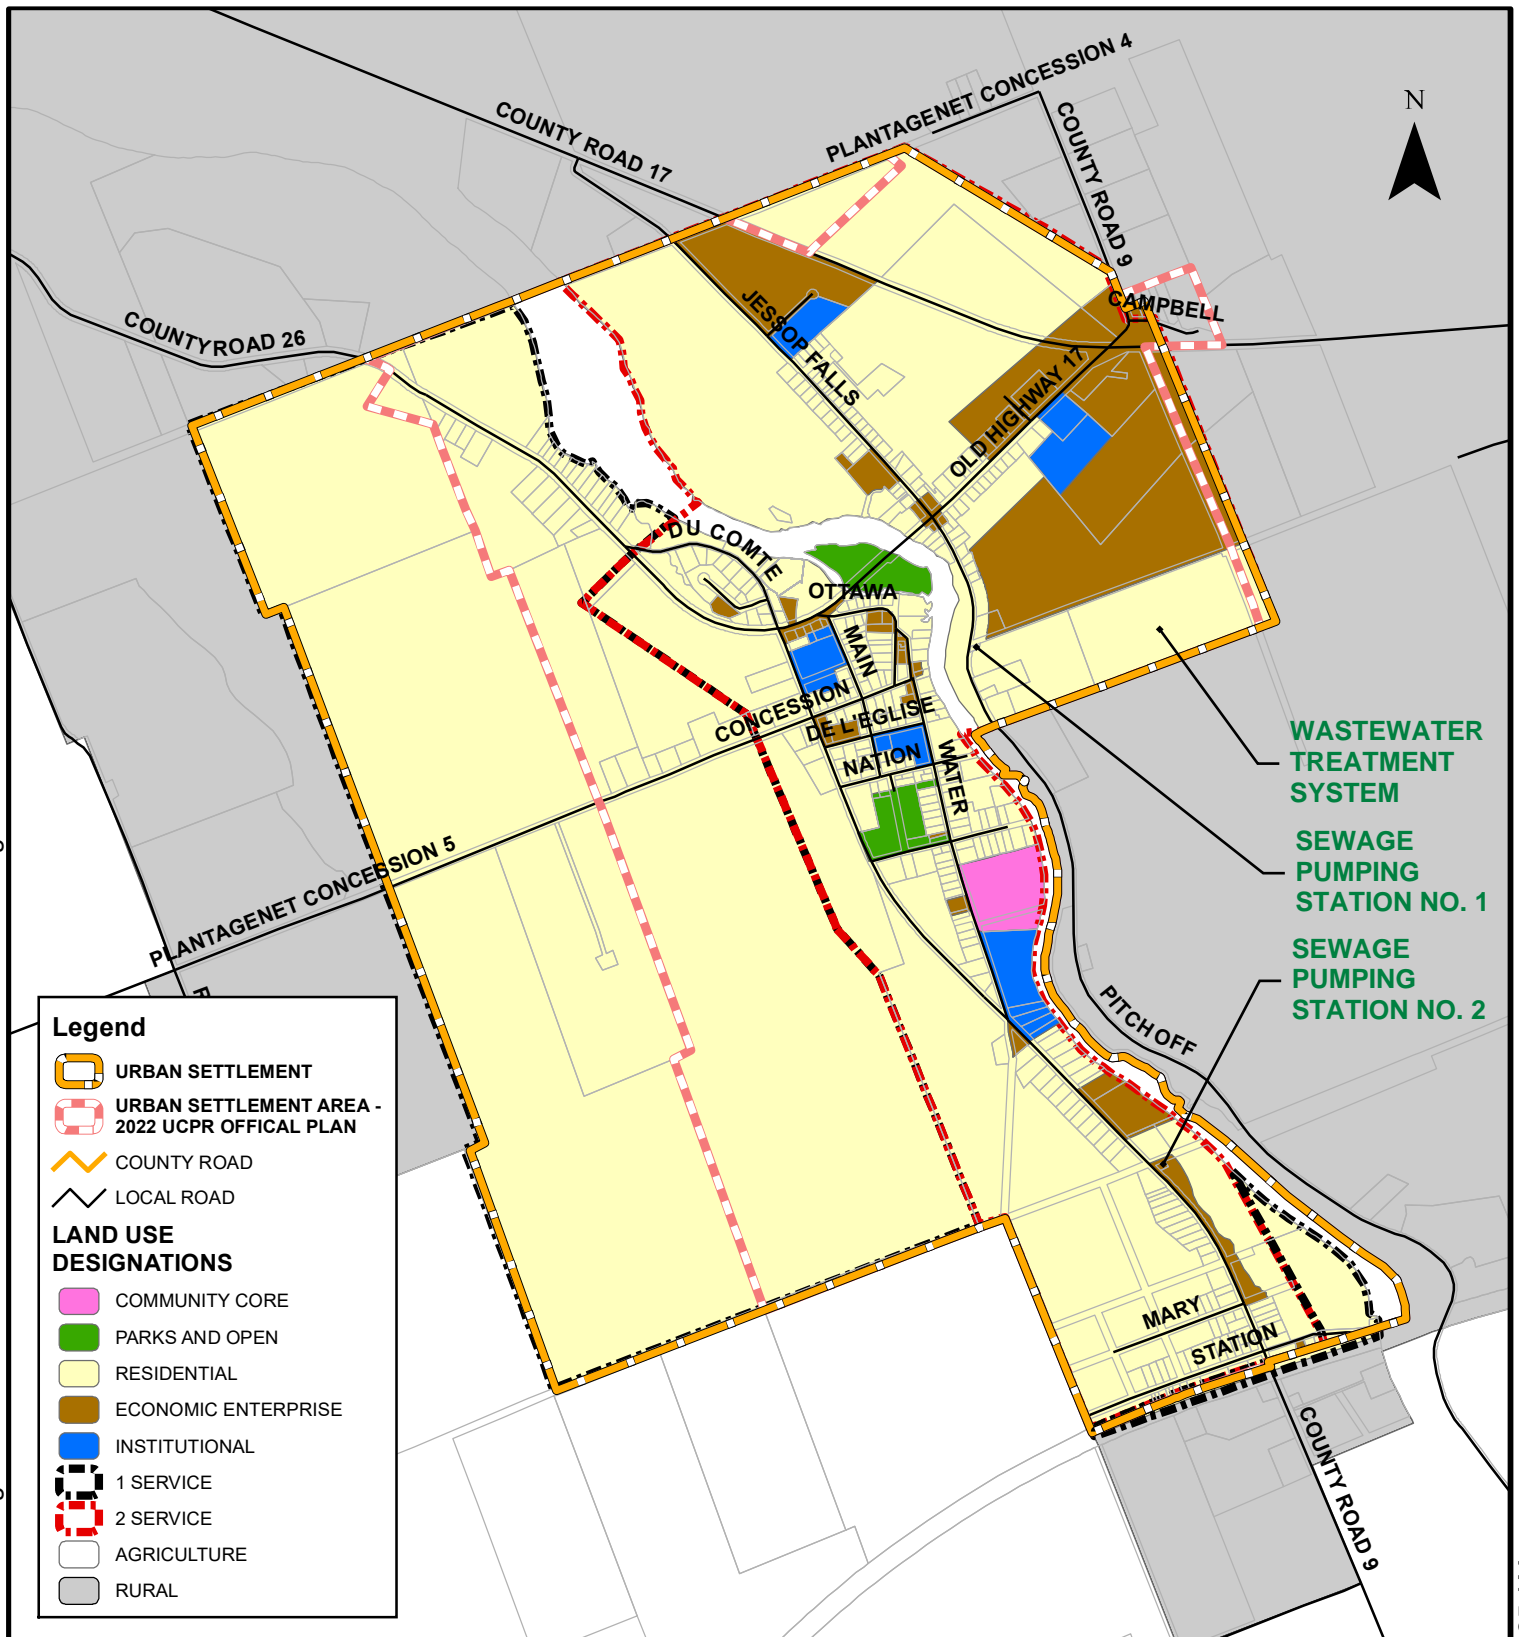 PLANTAGENET CONCESSION 4
COUNTY ROAD 17
COUNTY ROAD 9
N
CAMPBELL
COUNTYROAD 26
JESSOP FALLS
OLD HIGHWAY 17
DU COMTE
OTTAWA
MAIN
CONCESSION
DE L'EGLISE
NATION
WATER
WASTEWATER
TREATMENT
SYSTEM
SEWAGE
PUMPING
STATION NO. 1
SEWAGE
PUMPING
STATION NO. 2
PLANTAGENET CONCESSION 5
PITCH OFF
MARY
STATION
COUNTY ROAD 9
Legend
URBAN SETTLEMENT
URBAN SETTLEMENT AREA -
2022 UCPR OFFICAL PLAN
COUNTY ROAD
LOCAL ROAD
LAND USE
DESIGNATIONS
COMMUNITY CORE
PARKS AND OPEN
RESIDENTIAL
ECONOMIC ENTERPRISE
INSTITUTIONAL
1 SERVICE
2 SERVICE
AGRICULTURE
RURAL